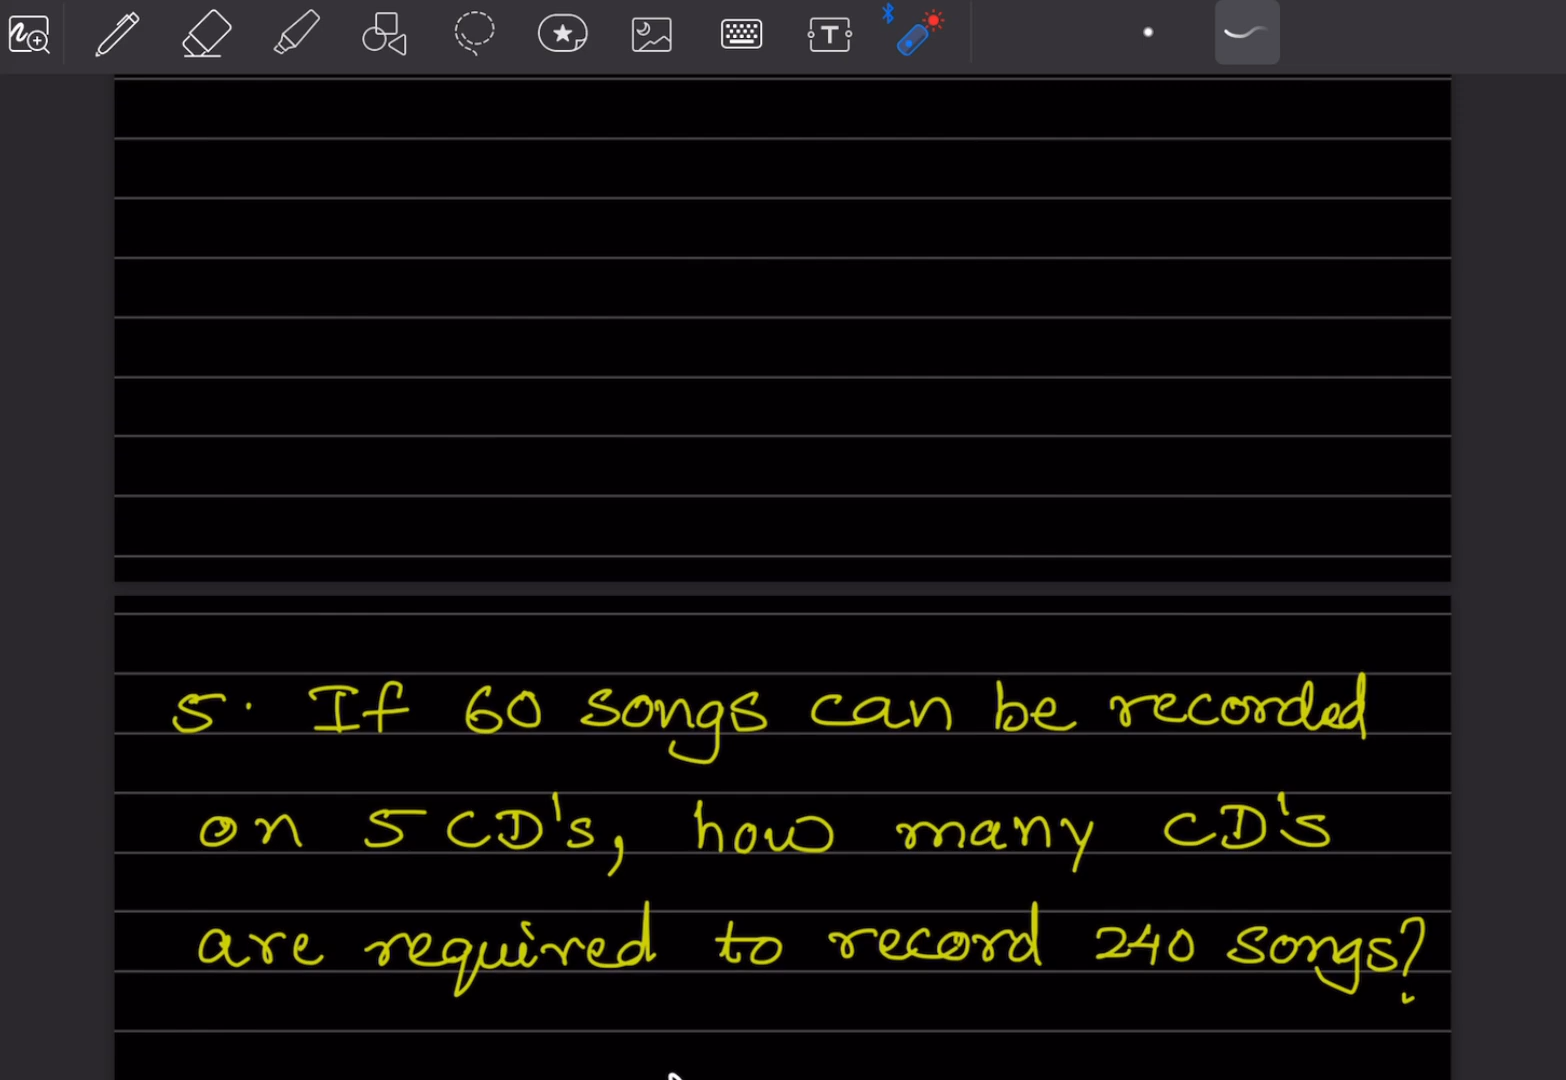 5. If 60 songs can be recorded
on 5 CD's, how many CD's
are required to record 240 songs?